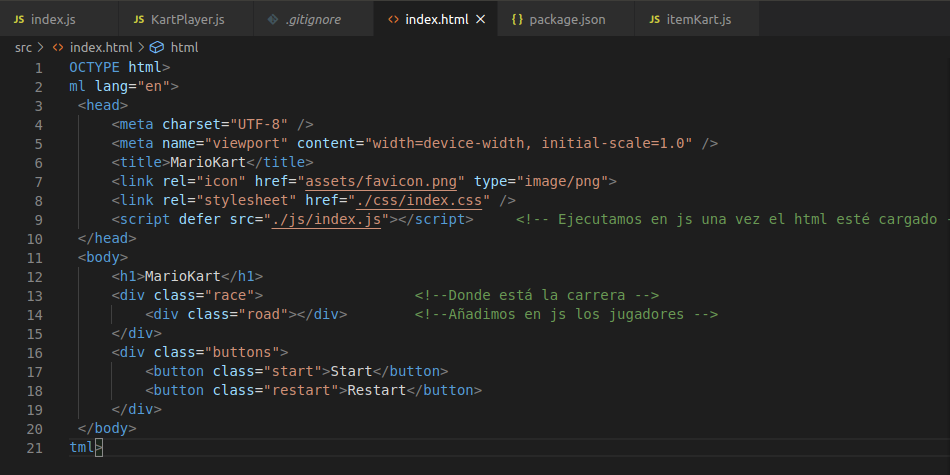 JS index.js JS KartPlayer.js .gitignore <> index.html × {} package.json JS itemKart.js
src > <> index.html > html
1 OCTYPE html>
2 ml lang="en">
3 <head>
4 <meta charset="UTF-8" />
5 <meta name="viewport" content="width=device-width, initial-scale=1.0" />
6 <title>MarioKart</title>
7 <link rel="icon" href="assets/favicon.png" type="image/png">
8 <link rel="stylesheet" href="./css/index.css" />
9 <script defer src="./js/index.js"></script> <!-- Ejecutamos en js una vez el html esté cargado -
10 </head>
11 <body>
12 <h1>MarioKart</h1>
13 <div class="race"> <!--Donde está la carrera -->
14 <div class="road"></div> <!--Añadimos en js los jugadores -->
15 </div>
16 <div class="buttons">
17 <button class="start">Start</button>
18 <button class="restart">Restart</button>
19 </div>
20 </body>
21 tml>